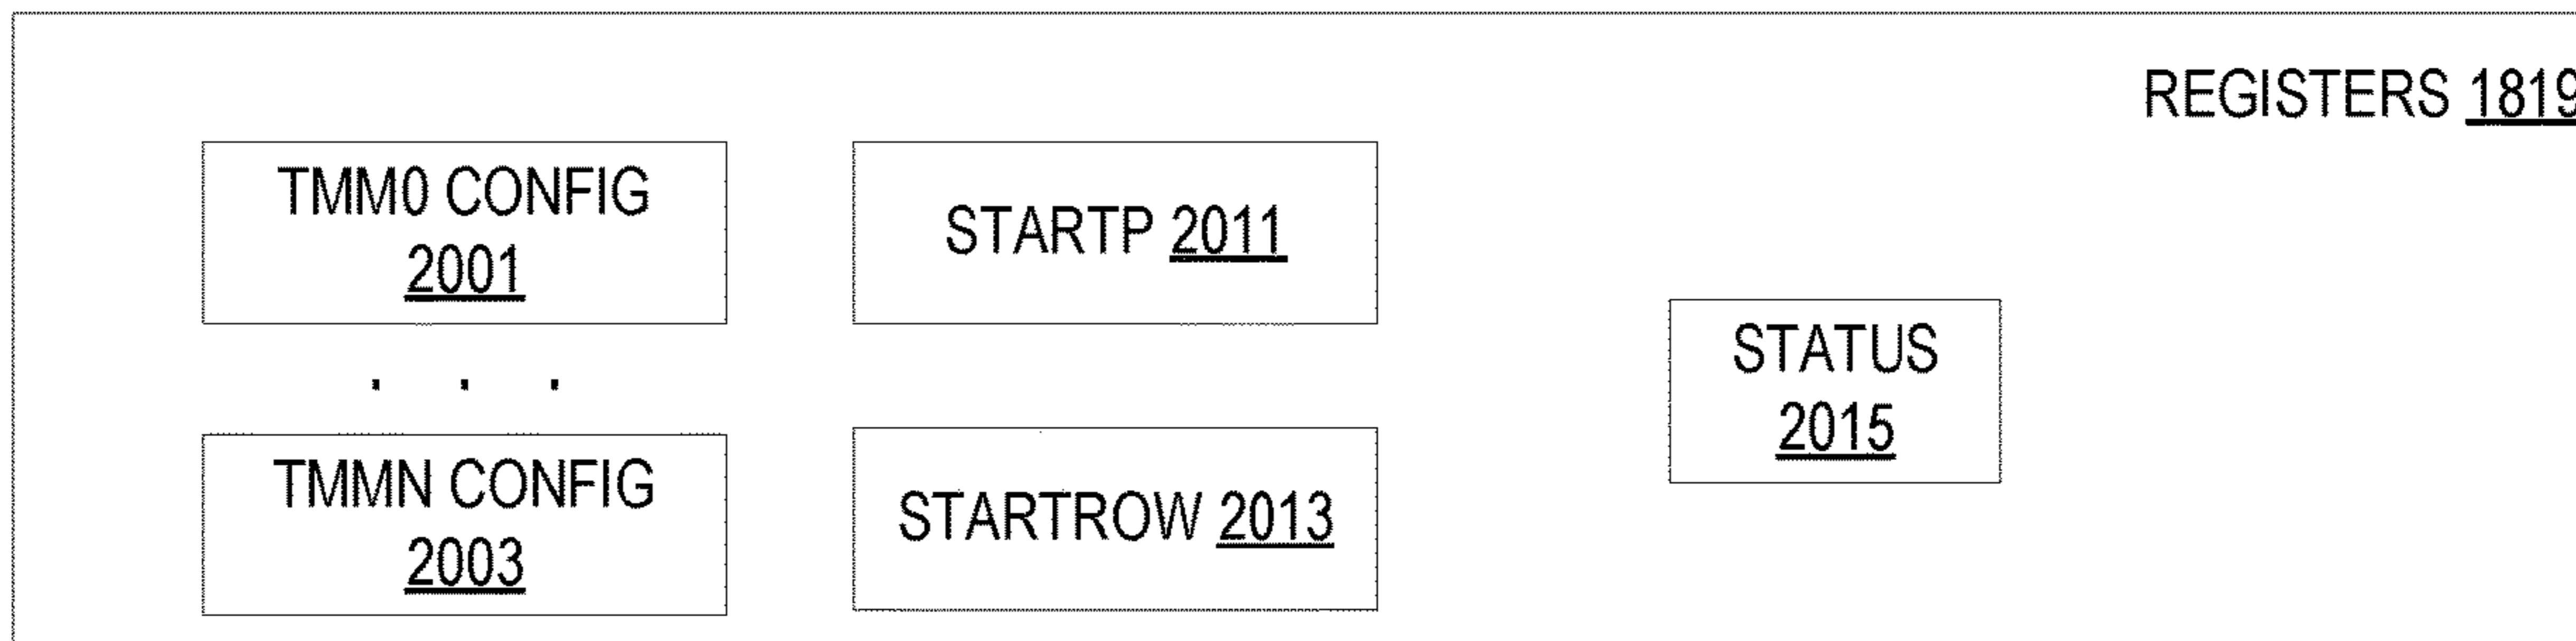 REGISTERS 1819
TMM0 CONFIG
2001
STARTP 2011
STATUS
2015
. . .
TMMN CONFIG
2003
STARTROW 2013